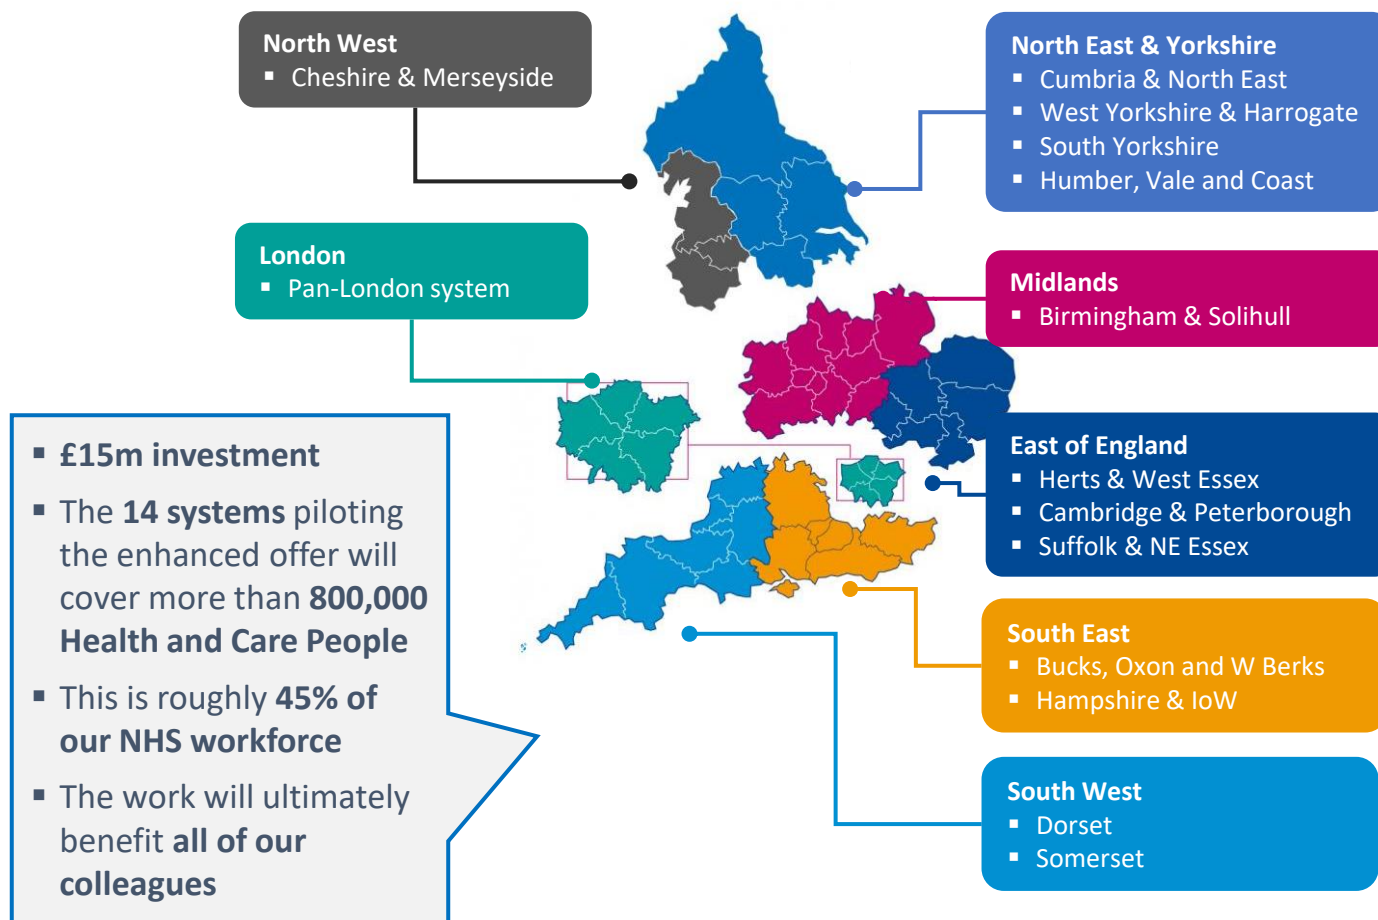 North West
▪ Cheshire & Merseyside
North East & Yorkshire
▪ Cumbria & North East
▪ West Yorkshire & Harrogate
▪ South Yorkshire
▪ Humber, Vale and Coast
London
▪ Pan-London system
Midlands
▪ Birmingham & Solihull
East of England
▪ Herts & West Essex
▪ Cambridge & Peterborough
▪ Suffolk & NE Essex
South East
▪ Bucks, Oxon and W Berks
▪ Hampshire & IoW
South West
▪ Dorset
▪ Somerset
▪ £15m investment
▪ The 14 systems piloting
the enhanced offer will
cover more than 800,000
Health and Care People
▪ This is roughly 45% of
our NHS workforce
▪ The work will ultimately
benefit all of our
colleagues